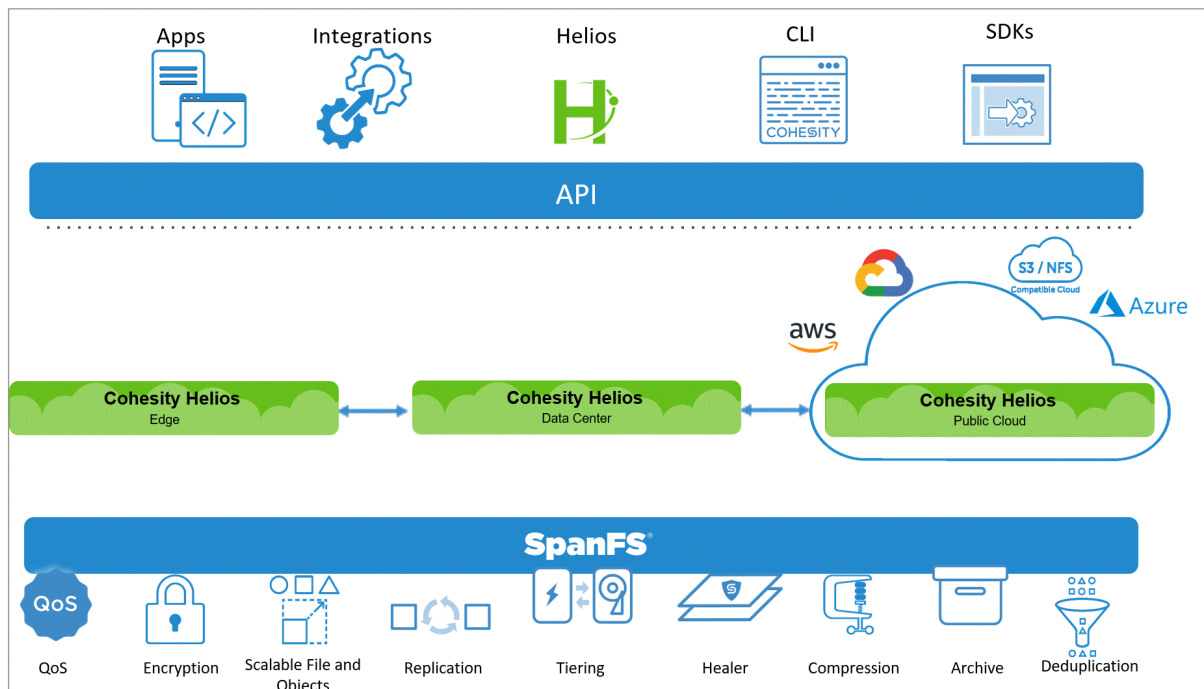 Apps
Integrations
Helios
CLI
SDKs
COHESITY
API
S3 / NFS
Compatible Cloud
Azure
aws
Cohesity Helios
Edge
Cohesity Helios
Data Center
Cohesity Helios
Public Cloud
SpanFS®
QoS
QoS
Encryption
Scalable File and
Objects
Replication
Tiering
Healer
Compression
Archive
Deduplication